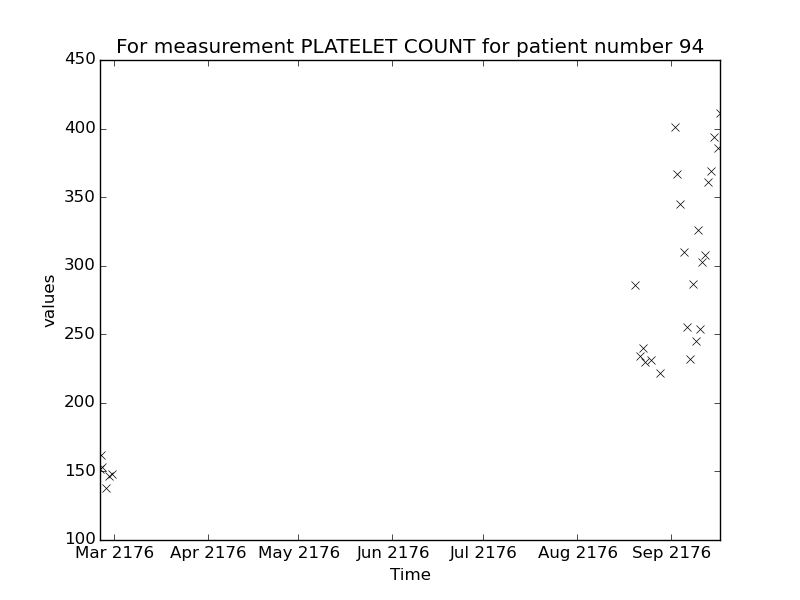 For measurement PLATELET COUNT for patient number 94
450
400
350
300
250
200
150
100
values
Mar 2176 Apr 2176 May 2176 Jun 2176 Jul 2176 Aug 2176 Sep 2176
Time